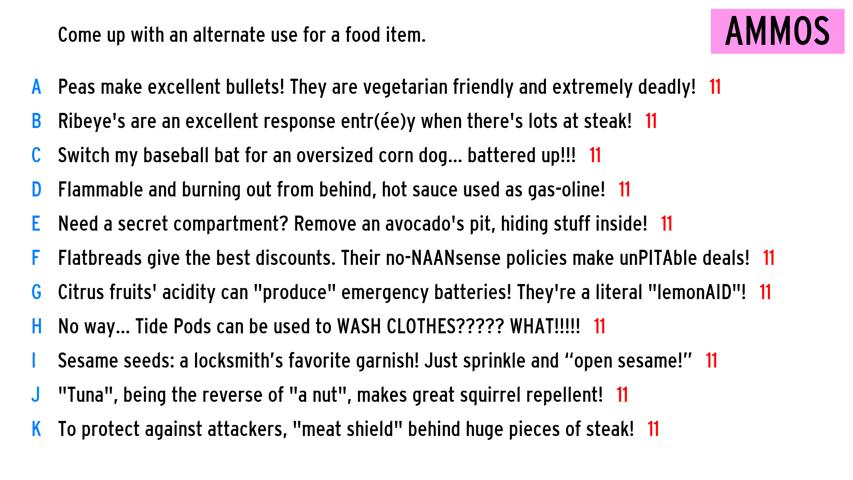 Come up with an alternate use for a food item.
AMMOS
A Peas make excellent bullets! They are vegetarian friendly and extremely deadly! 11
B Ribeye's are an excellent response entr(ée)y when there's lots at steak! 11
C Switch my baseball bat for an oversized corn dog... battered up!!! 11
D Flammable and burning out from behind, hot sauce used as gas-oline! 11
E Need a secret compartment? Remove an avocado's pit, hiding stuff inside! 11
F Flatbreads give the best discounts. Their no-NAANsense policies make unPITAble deals! 11
G Citrus fruits' acidity can "produce" emergency batteries! They're a literal "lemonAID"! 11
H No way... Tide Pods can be used to WASH CLOTHES????? WHAT!!!!! 11
I Sesame seeds: a locksmith’s favorite garnish! Just sprinkle and “open sesame!” 11
J "Tuna", being the reverse of "a nut", makes great squirrel repellent! 11
K To protect against attackers, "meat shield" behind huge pieces of steak! 11